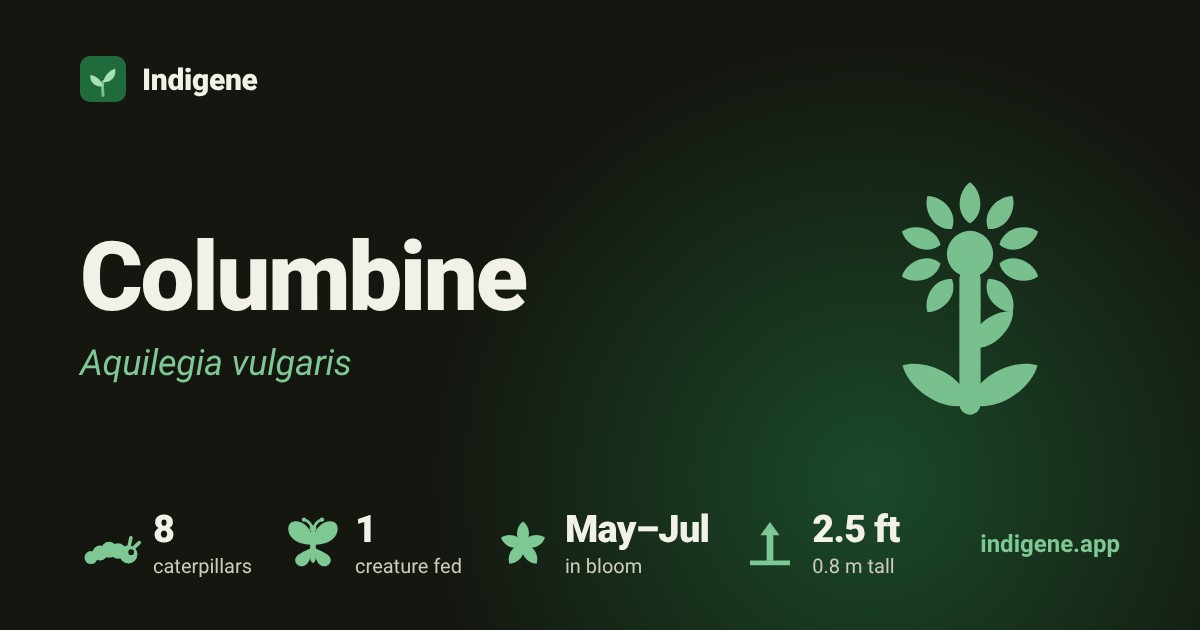 Indigene
Columbine
Aquilegia vulgaris
8
caterpillars
1
creature fed
May–Jul
in bloom
2.5 ft
0.8 m tall
indigene.app